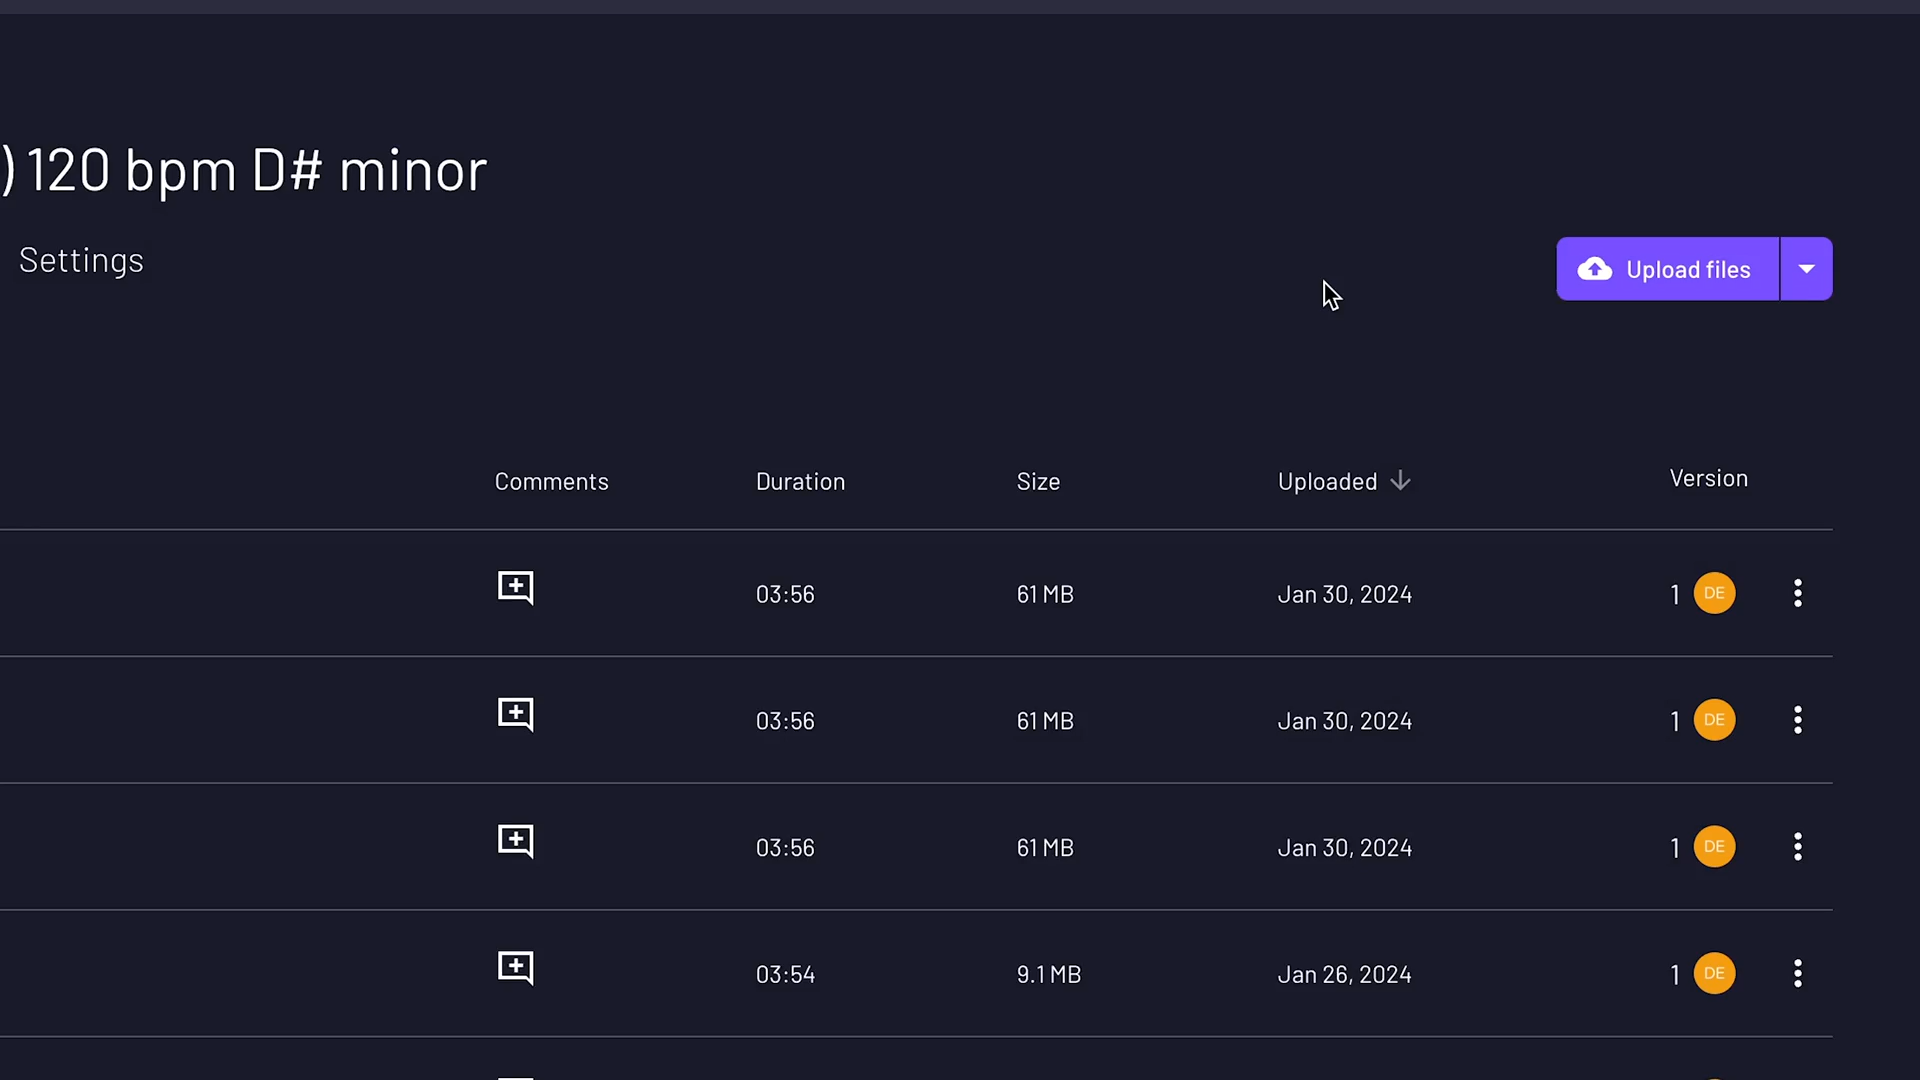 ) 120 bpm D# minor
Settings
Upload files
Comments Duration Size Uploaded Version
03:56 61 MB Jan 30, 2024 1 DE
03:56 61 MB Jan 30, 2024 1 DE
03:56 61 MB Jan 30, 2024 1 DE
03:54 9.1 MB Jan 26, 2024 1 DE